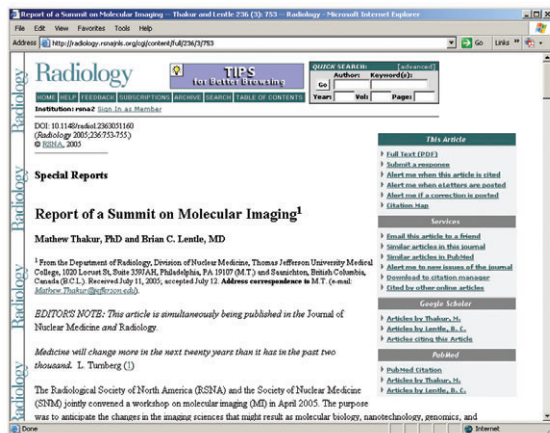 Report of a Summit on Molecular Imaging -- Thakur and Lentle 236 (3): 753 -- Radiology - Microsoft Internet Explorer
File Edit View Favorites Tools Help
Address http://radiology.rsnajnls.org/cgi/content/full/236/3/753 Go Links
Radiology
TIPS
for Better Browsing
QUICK SEARCH: [advanced]
Author: Keyword(s):
Go
Year: Vol: Page:
HOME HELP FEEDBACK SUBSCRIPTIONS ARCHIVE SEARCH TABLE OF CONTENTS
Institution: rsna2 Sign In as Member
Radiology
Radiology
Radiology
Radiology
Radiology
DOI: 10.1148/radiol.2363051160
(Radiology 2005;236:753-755.)
© RSNA, 2005
Special Reports
Report of a Summit on Molecular Imaging1
Mathew Thakur, PhD and Brian C. Lentle, MD
1 From the Department of Radiology, Division of Nuclear Medicine, Thomas Jefferson University Medical
College, 1020 Locust St, Suite 359JAH, Philadelphia, PA 19107 (M.T.) and Saanichton, British Columbia,
Canada (B.C.L.). Received July 11, 2005; accepted July 12. Address correspondence to M.T. (e-mail:
Mathew.Thakur@jefferson.edu).
EDITOR'S NOTE: This article is simultaneously being published in the Journal of
Nuclear Medicine and Radiology.
Medicine will change more in the next twenty years than it has in the past two
thousand. L. Turnberg (1)
The Radiological Society of North America (RSNA) and the Society of Nuclear Medicine
(SNM) jointly convened a workshop on molecular imaging (MI) in April 2005. The purpose
was to anticipate the changes in the imaging sciences that might result as molecular biology, nanotechnology, genomics, and
This Article
Full Text (PDF)
Submit a response
Alert me when this article is cited
Alert me when eLetters are posted
Alert me if a correction is posted
Citation Map
Services
Email this article to a friend
Similar articles in this journal
Similar articles in PubMed
Alert me to new issues of the journal
Download to citation manager
Cited by other online articles
Google Scholar
Articles by Thakur, M.
Articles by Lentle, B. C.
Articles citing this Article
PubMed
PubMed Citation
Articles by Thakur, M.
Articles by Lentle, B. C.
Done Internet